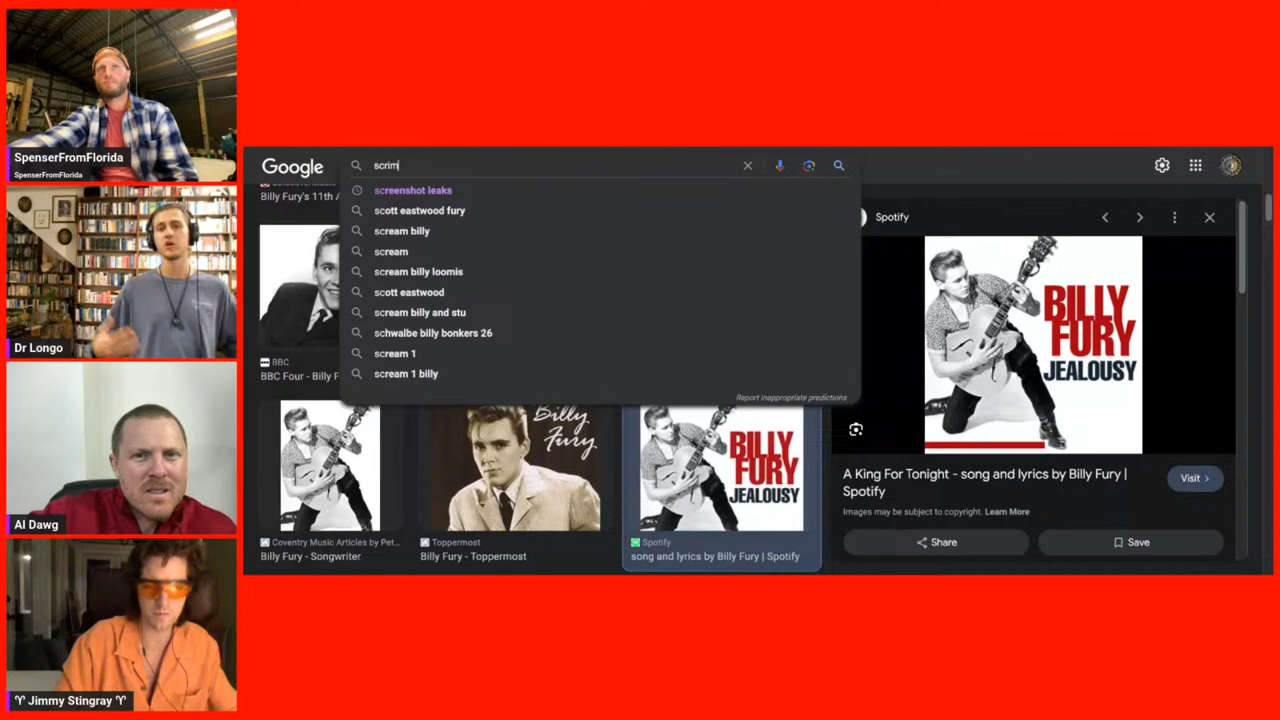 SpenserFromFlorida
SpenserFromFlorida
Dr Longo
Al Dawg
♈ Jimmy Stingray ♈
Google
scrim
screenshot leaks
scott eastwood fury
scream billy
scream
scream billy loomis
scott eastwood
scream billy and stu
schwalbe billy bonkers 26
scream 1
scream 1 billy
Report inappropriate predictions
Billy Fury's 11th A
BBC
BBC Four - Billy F
Billy
Fury
BILLY
FURY
JEALOUSY
Coventry Music Articles by Pet...
Billy Fury - Songwriter
Toppermost
Billy Fury - Toppermost
Spotify
song and lyrics by Billy Fury | Spotify
Spotify
BILLY
FURY
JEALOUSY
A King For Tonight - song and lyrics by Billy Fury |
Spotify
Visit
Images may be subject to copyright. Learn More
Share
Save